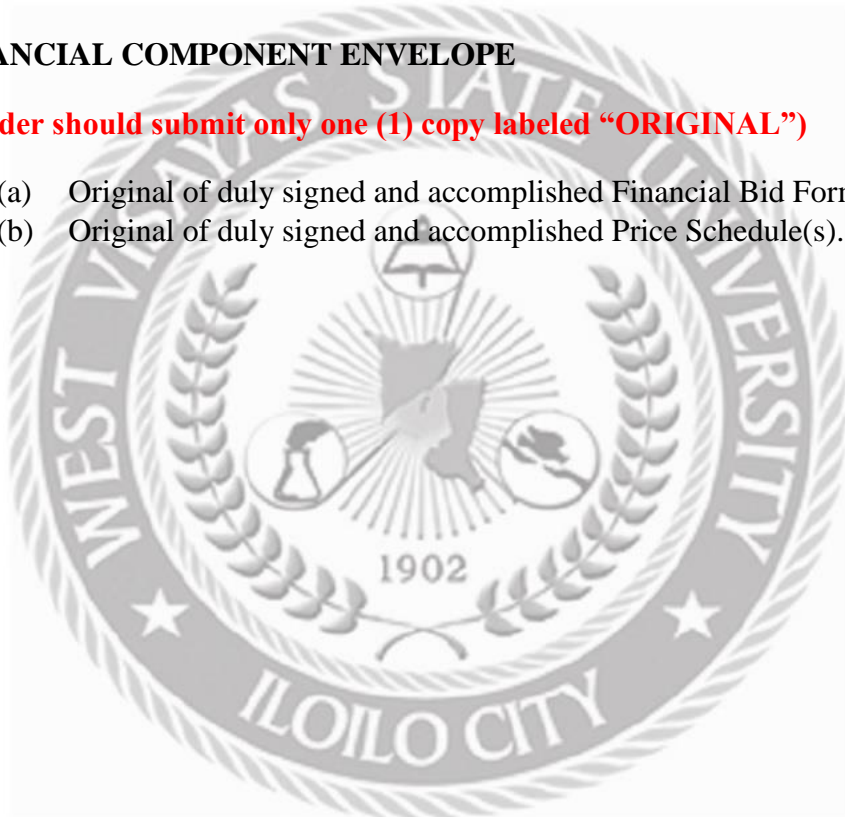 ANCIAL COMPONENT ENVELOPE
der should submit only one (1) copy labeled “ORIGINAL”)
(a) Original of duly signed and accomplished Financial Bid Form
(b) Original of duly signed and accomplished Price Schedule(s).
WEST VISAYAS STATE UNIVERSITY
1902
ILOILO CITY